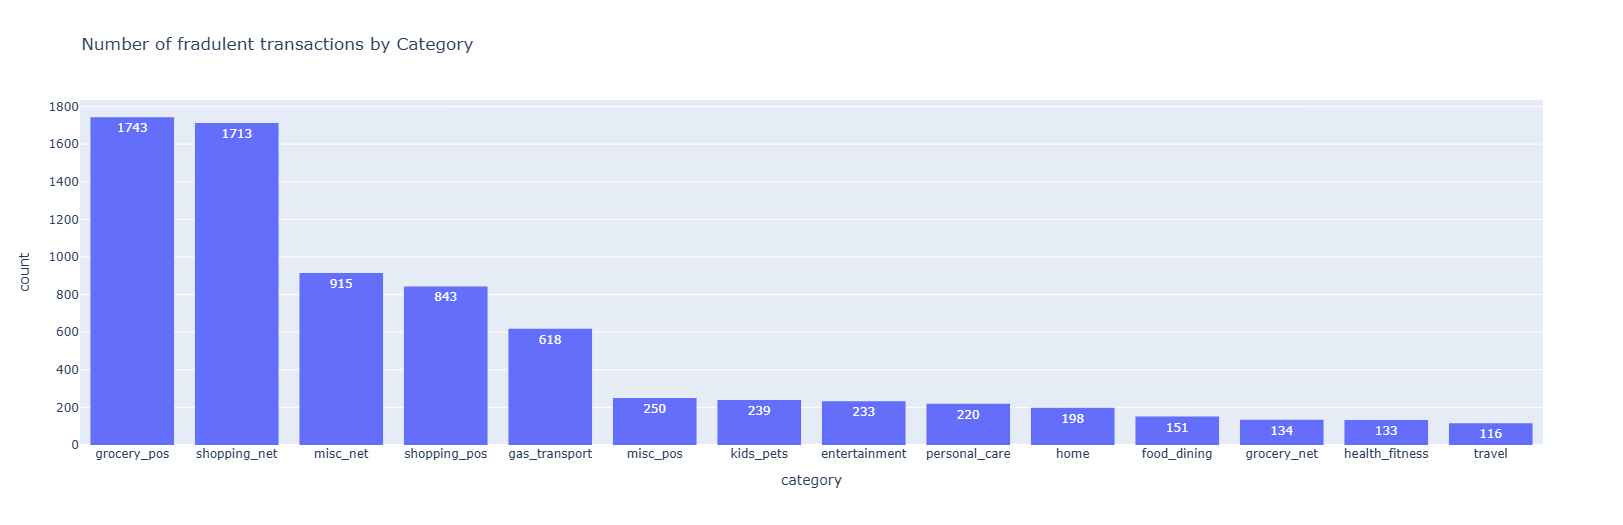 Number of fradulent transactions by Category
count
1800
1600
1400
1200
1000
800
600
400
200
0
1743
1713
915
843
618
250
239
233
220
198
151
134
133
116
grocery_pos
shopping_net
misc_net
shopping_pos
gas_transport
misc_pos
kids_pets
entertainment
personal_care
home
food_dining
grocery_net
health_fitness
travel
category